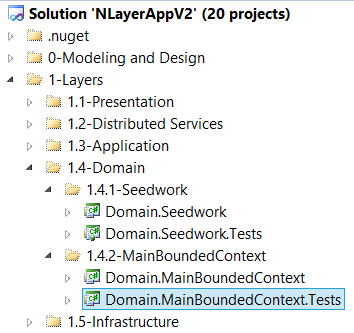 Solution 'NLayerAppV2' (20 projects)
.nuget
0-Modeling and Design
1-Layers
1.1-Presentation
1.2-Distributed Services
1.3-Application
1.4-Domain
1.4.1-Seedwork
C# Domain.Seedwork
C# Domain.Seedwork.Tests
1.4.2-MainBoundedContext
C# Domain.MainBoundedContext
C# Domain.MainBoundedContext.Tests
1.5-Infrastructure